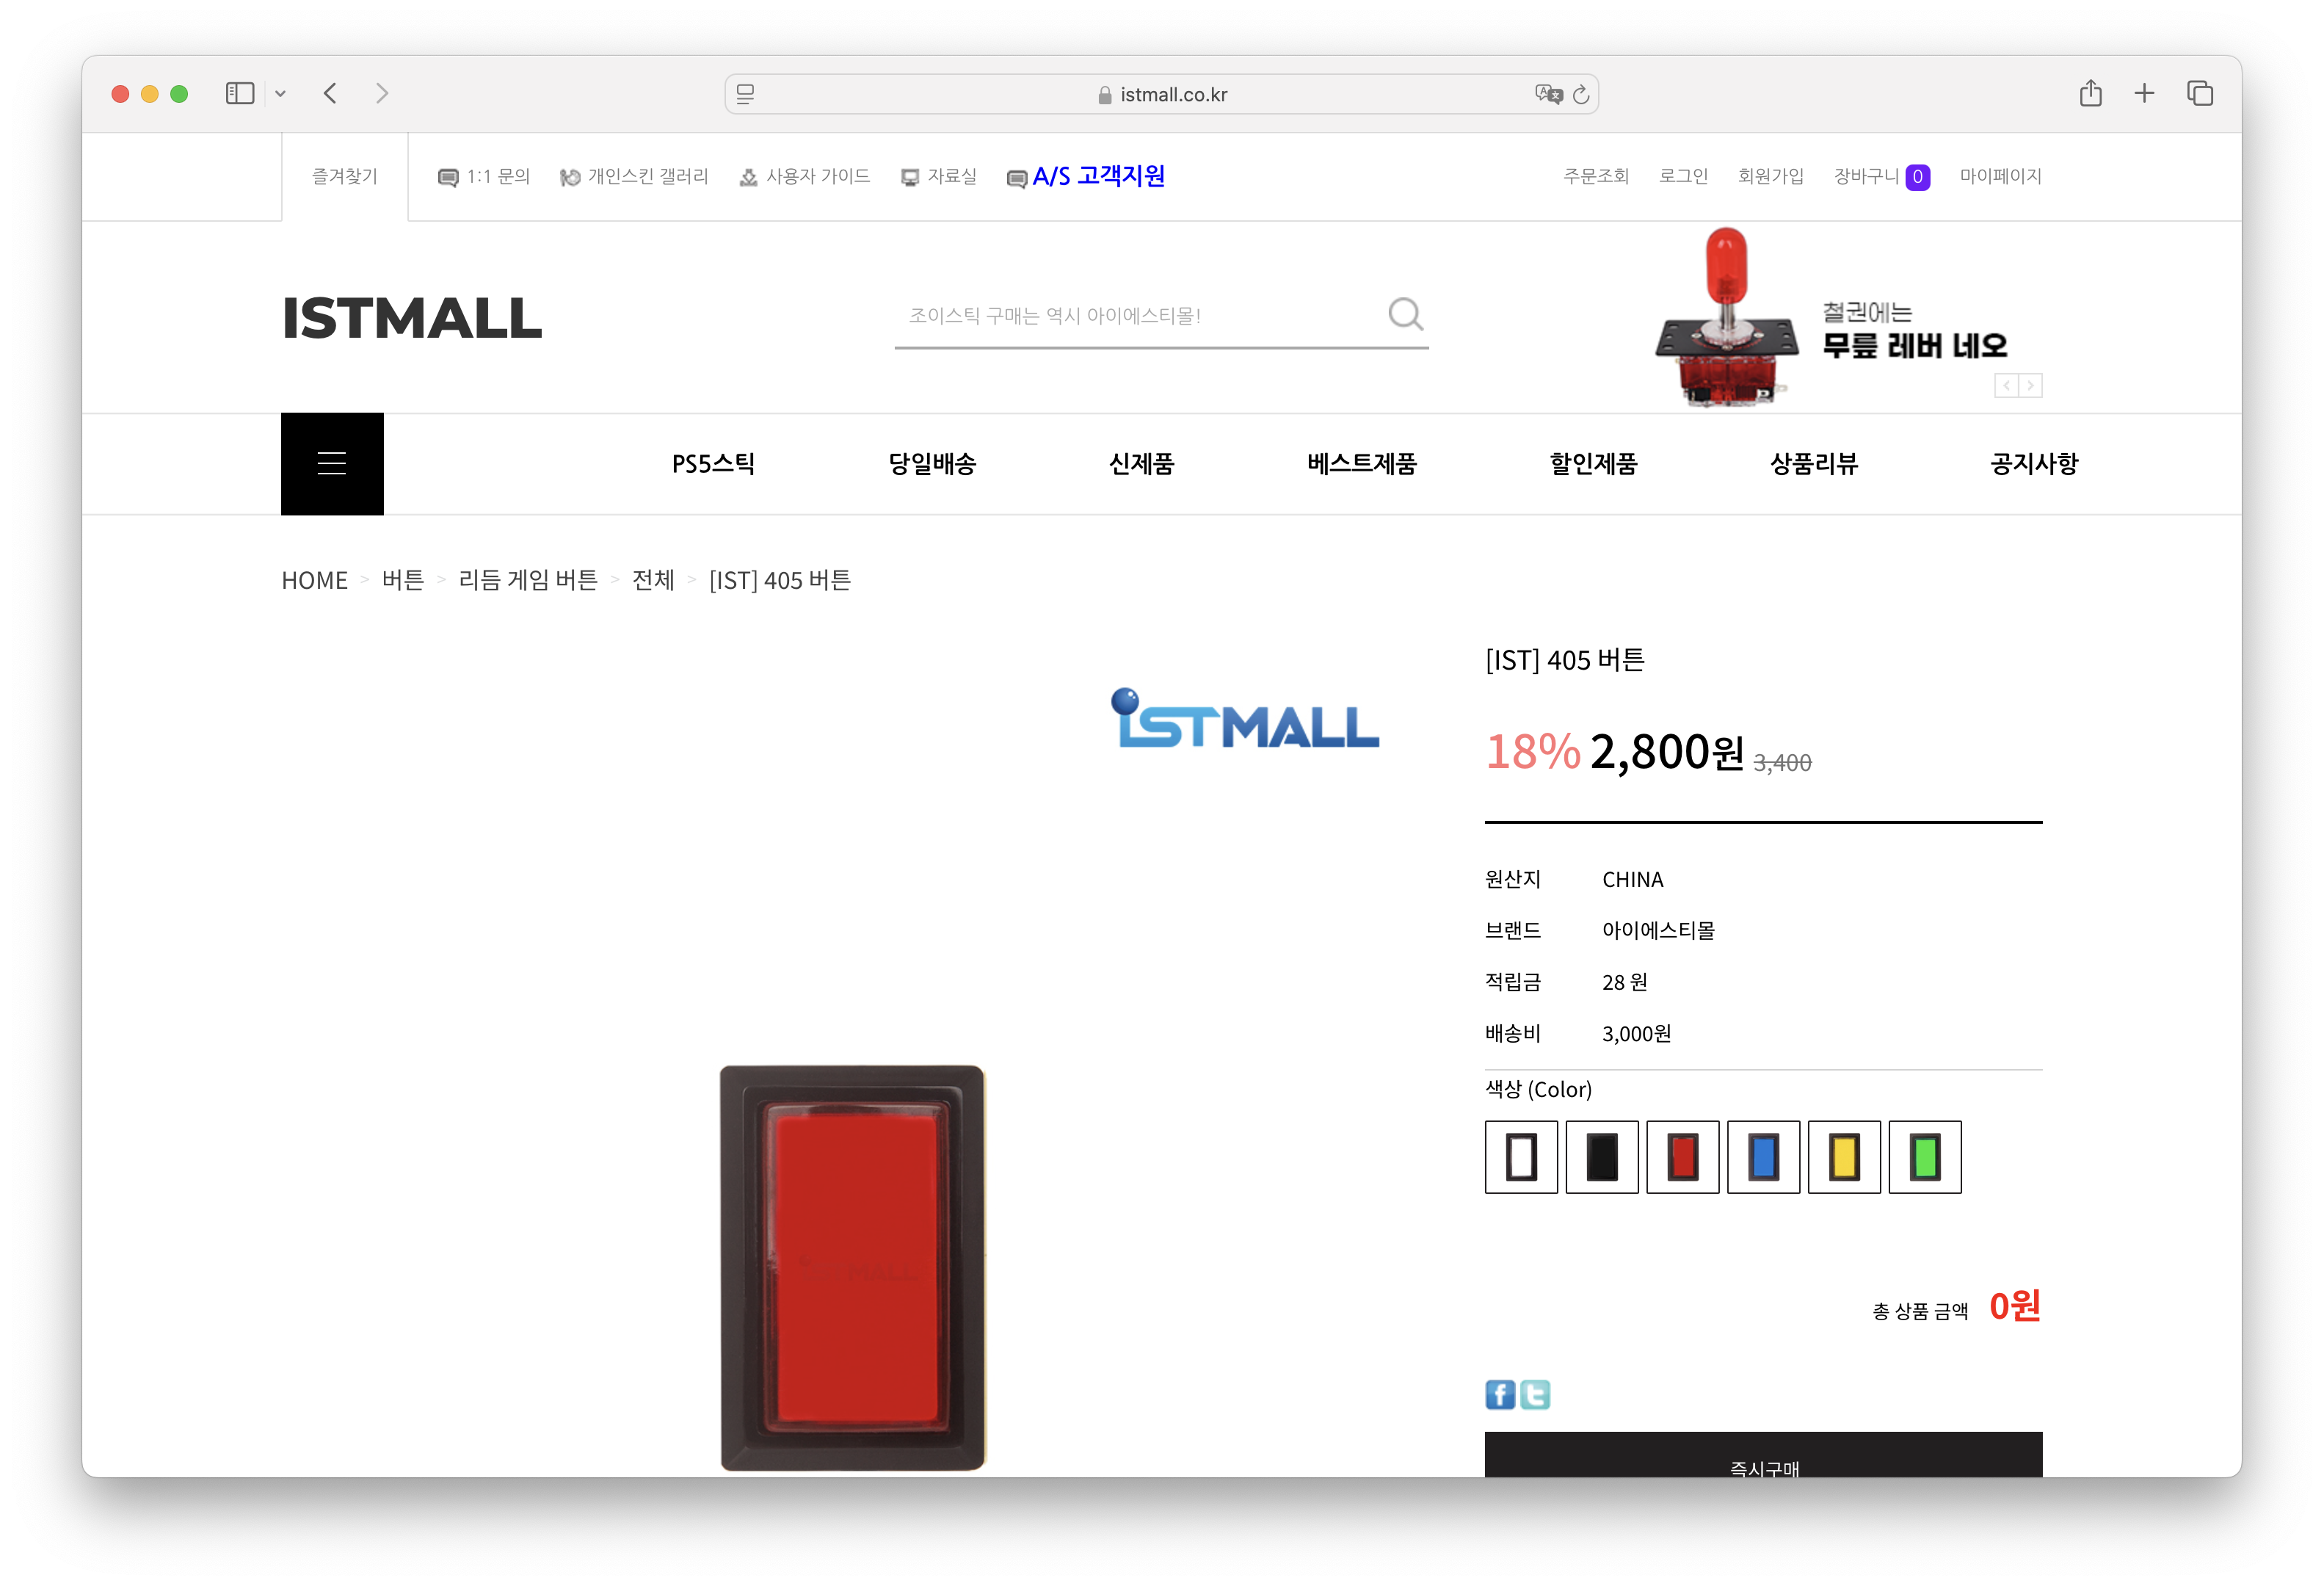 istmall.co.kr
즐겨찾기
1:1 문의
개인스킨 갤러리
사용자 가이드
자료실
A/S 고객지원
주문조회
로그인
회원가입
장바구니 0
마이페이지
ISTMALL
조이스틱 구매는 역시 아이에스티몰!
철권에는
무릎 레버 네오
PS5스틱
당일배송
신제품
베스트제품
할인제품
상품리뷰
공지사항
HOME > 버튼 > 리듬 게임 버튼 > 전체 > [IST] 405 버튼
ISTMALL
[IST] 405 버튼
18% 2,800원 3,400
원산지 CHINA
브랜드 아이에스티몰
적립금 28 원
배송비 3,000원
색상 (Color)
총 상품 금액 0원
즉시구매